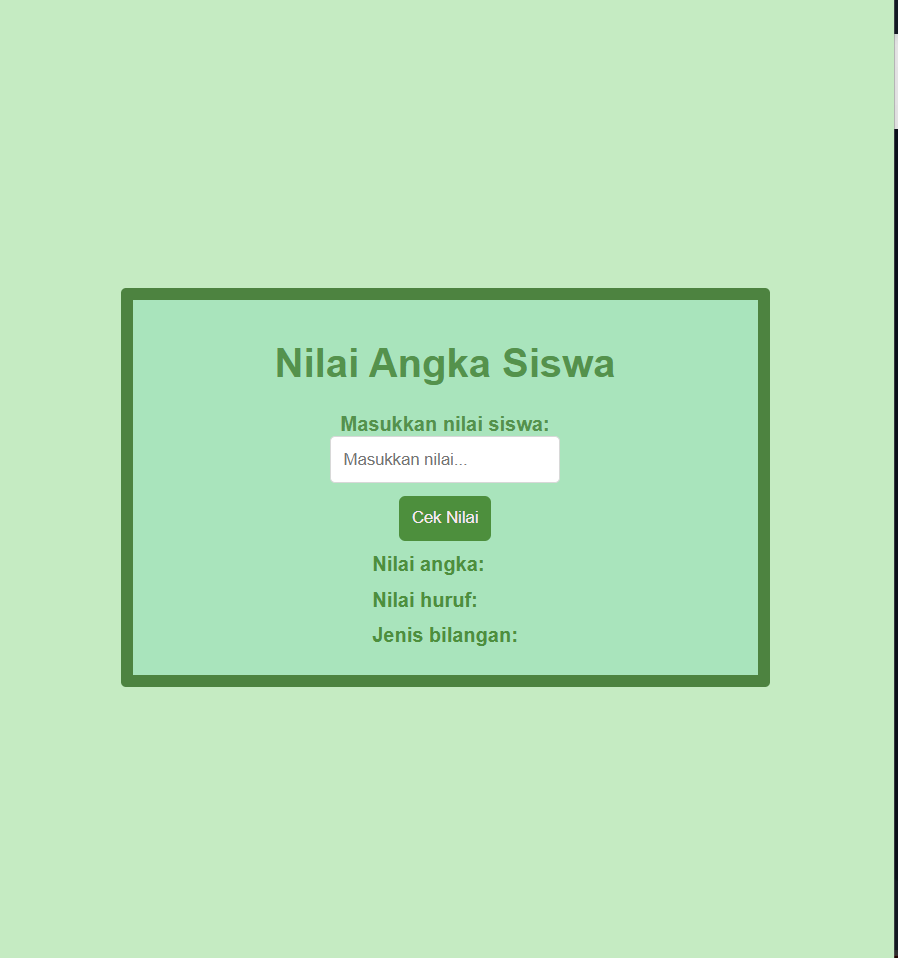 Nilai Angka Siswa
Masukkan nilai siswa:
Masukkan nilai...
Cek Nilai
Nilai angka:
Nilai huruf:
Jenis bilangan: